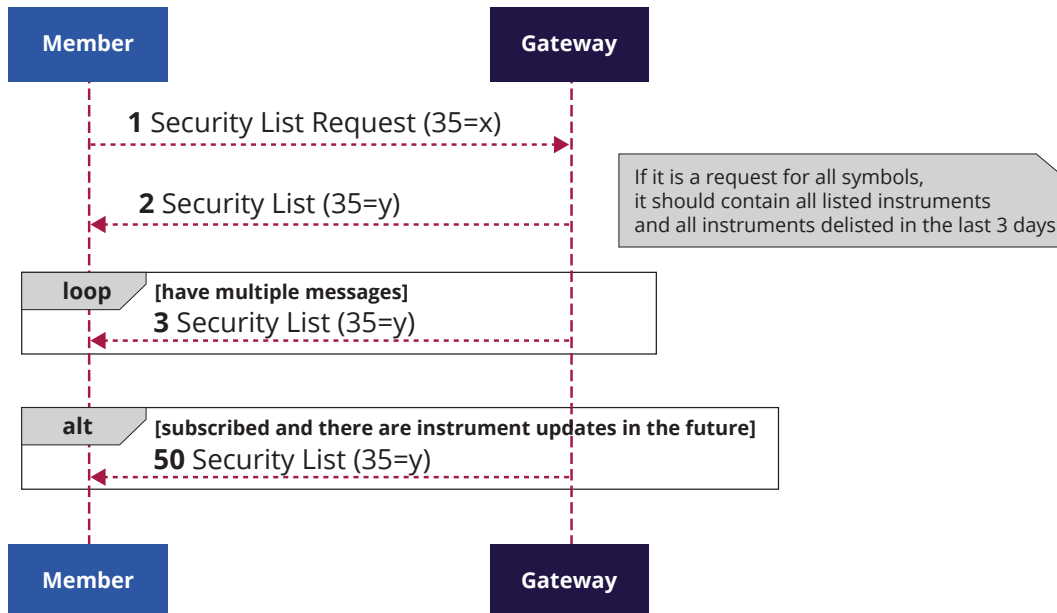 Member
Gateway
1 Security List Request (35=x)
If it is a request for all symbols,
it should contain all listed instruments
and all instruments delisted in the last 3 days
2 Security List (35=y)
loop
[have multiple messages]
3 Security List (35=y)
alt
[subscribed and there are instrument updates in the future]
50 Security List (35=y)
Member
Gateway